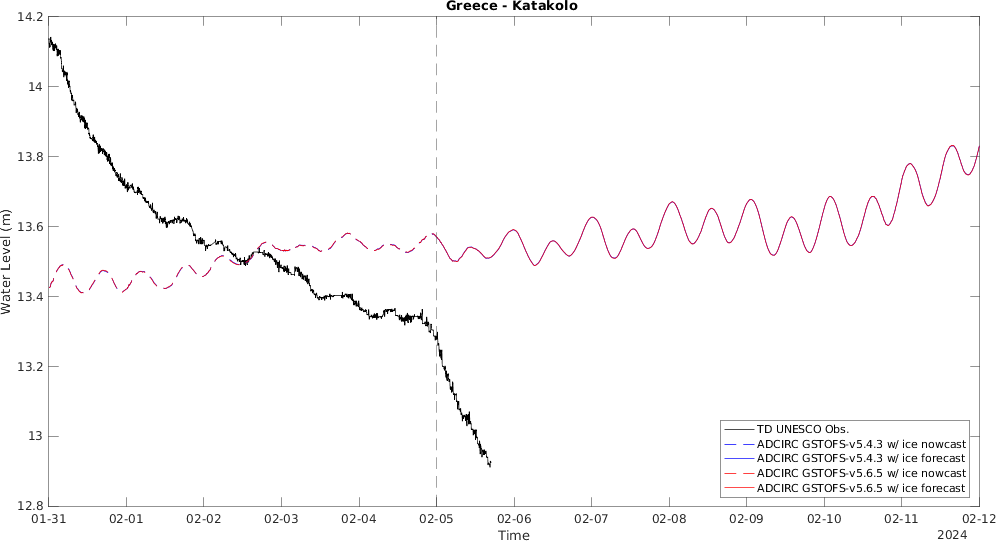 Greece - Katakolo
14.2
14
13.8
13.6
13.4
13.2
13
12.8
Water Level (m)
TD UNESCO Obs.
ADCIRC GSTOFS-v5.4.3 w/ ice nowcast
ADCIRC GSTOFS-v5.4.3 w/ ice forecast
ADCIRC GSTOFS-v5.6.5 w/ ice nowcast
ADCIRC GSTOFS-v5.6.5 w/ ice forecast
01-31 02-01 02-02 02-03 02-04 02-05 02-06 02-07 02-08 02-09 02-10 02-11 02-12
Time
2024